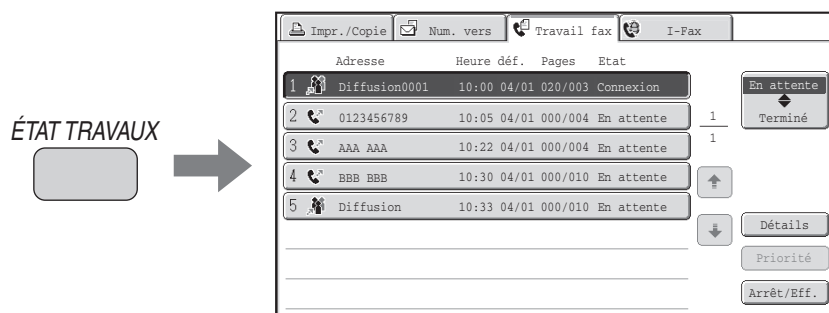 ÉTAT TRAVAUX
Impr./Copie Num. vers Travail fax I-Fax
Adresse Heure déf. Pages Etat
1 Diffusion0001 10:00 04/01 020/003 Connexion
2 0123456789 10:05 04/01 000/004 En attente
3 AAA AAA 10:22 04/01 000/004 En attente
4 BBB BBB 10:30 04/01 000/010 En attente
5 Diffusion 10:33 04/01 000/010 En attente
1
1
En attente
Terminé
Détails
Priorité
Arrêt/Eff.